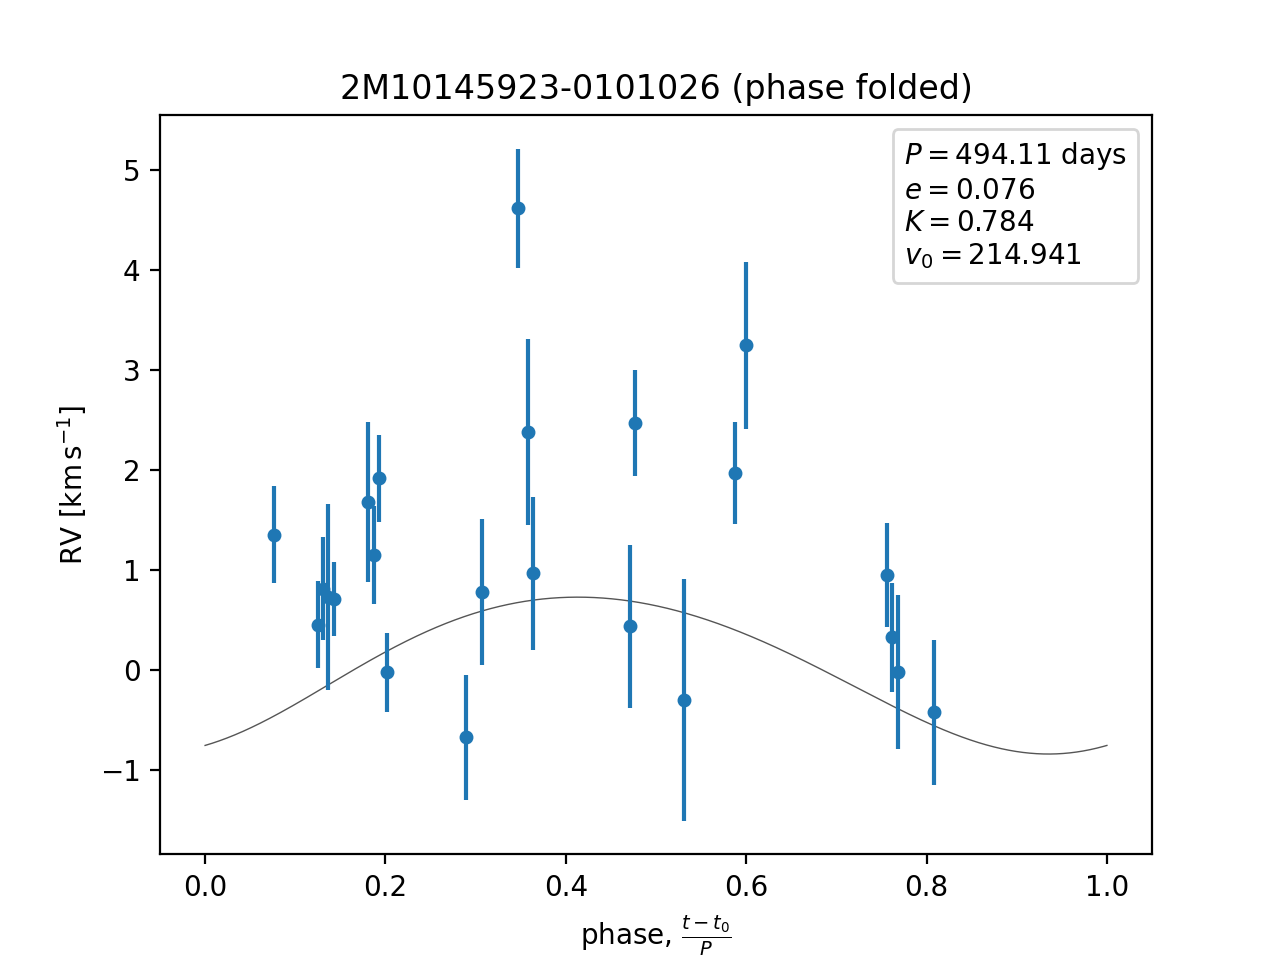 2M10145923-0101026 (phase folded)
P = 494.11 days
e = 0.076
K = 0.784
v₀ = 214.941
5
4
3
2
1
0
−1
RV [km s⁻¹]
0.0 0.2 0.4 0.6 0.8 1.0
phase, (t − t₀)/P